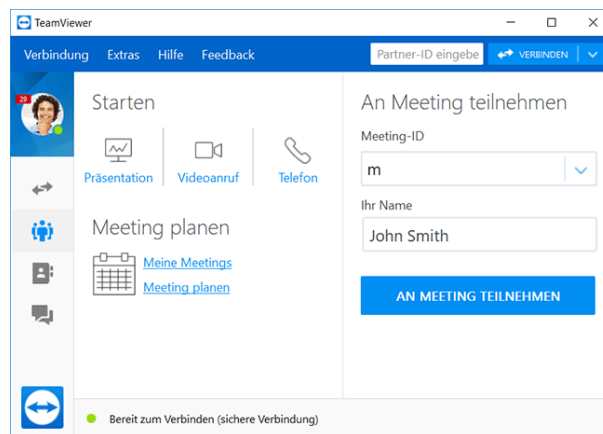 TeamViewer
Verbindung Extras Hilfe Feedback
Partner-ID eingebe
VERBINDEN
29
Starten
Präsentation
Videoanruf
Telefon
Meeting planen
Meine Meetings
Meeting planen
An Meeting teilnehmen
Meeting-ID
m
Ihr Name
John Smith
AN MEETING TEILNEHMEN
Bereit zum Verbinden (sichere Verbindung)